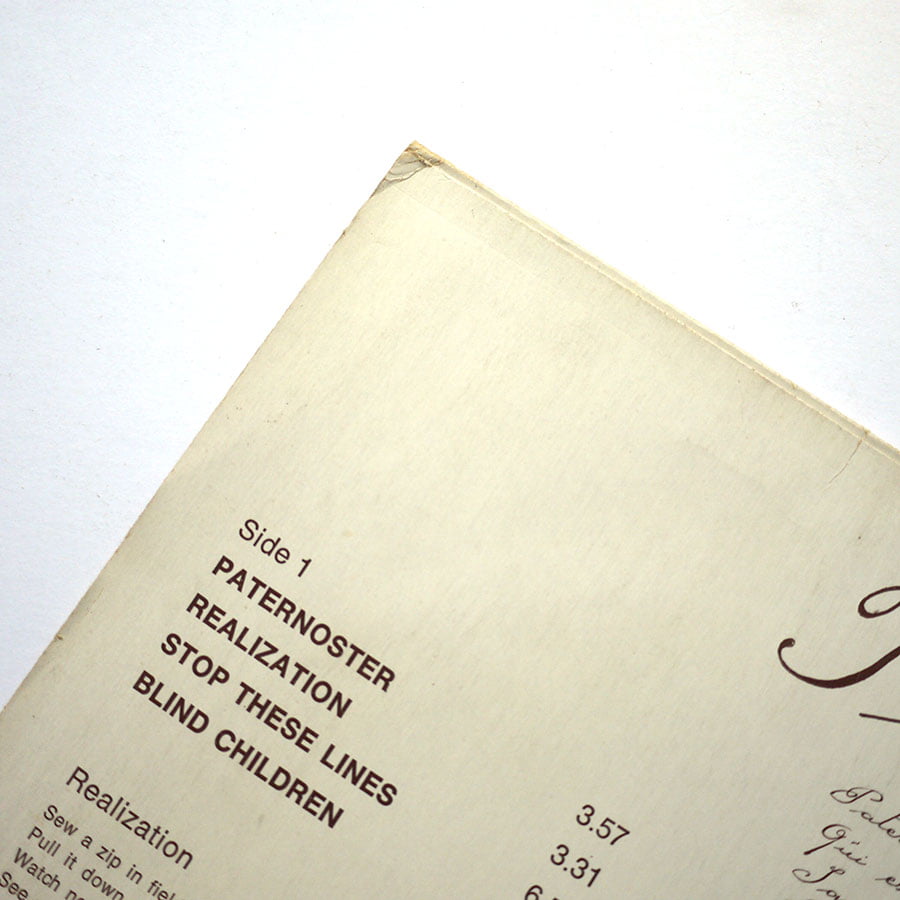 Side 1
PATERNOSTER
REALIZATION
STOP THESE LINES
BLIND CHILDREN
3.57
3.31
Realization
Sew a zip in
Pull it down
Watch
See